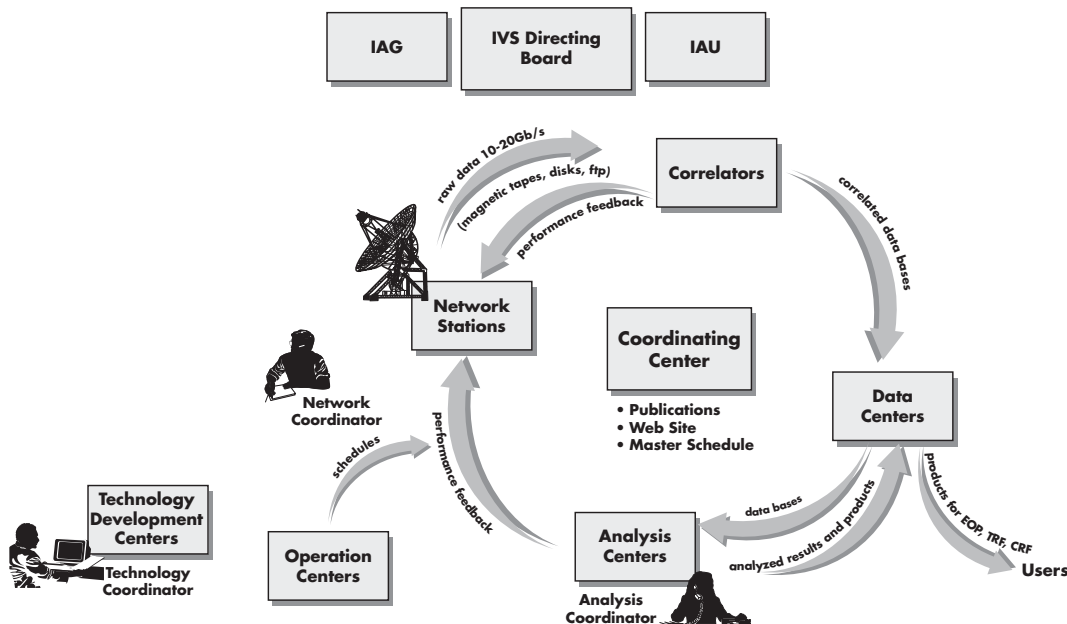 IAG
IVS Directing
Board
IAU
raw data 10-20Gb/s
(magnetic tapes, disks, ftp)
performance feedback
Correlators
correlated data bases
Network
Stations
Coordinating
Center
• Publications
• Web Site
• Master Schedule
Network
Coordinator
Data
Centers
schedules
performance feedback
data bases
analyzed results and products
products for EOP, TRF, CRF
Users
Technology
Development
Centers
Technology
Coordinator
Operation
Centers
Analysis
Centers
Analysis
Coordinator